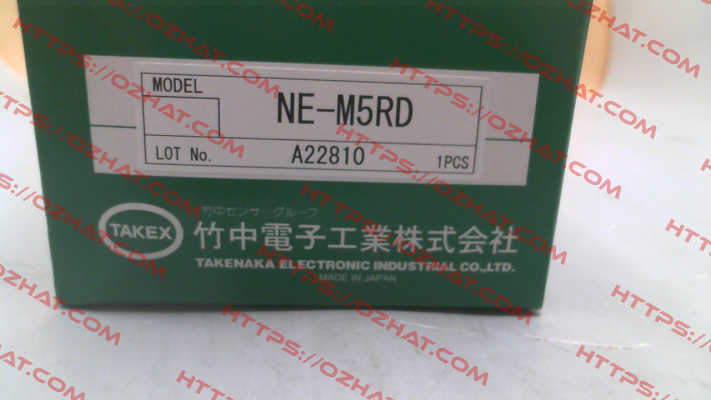 MODEL
NE-M5RD
LOT No.
A22810
1PCS
竹中センサーグループ
TAKEX
竹中電子工業株式会社
TAKENAKA ELECTRONIC INDUSTRIAL CO.,LTD.
MADE IN JAPAN
HTTPS://OZHAT.COM